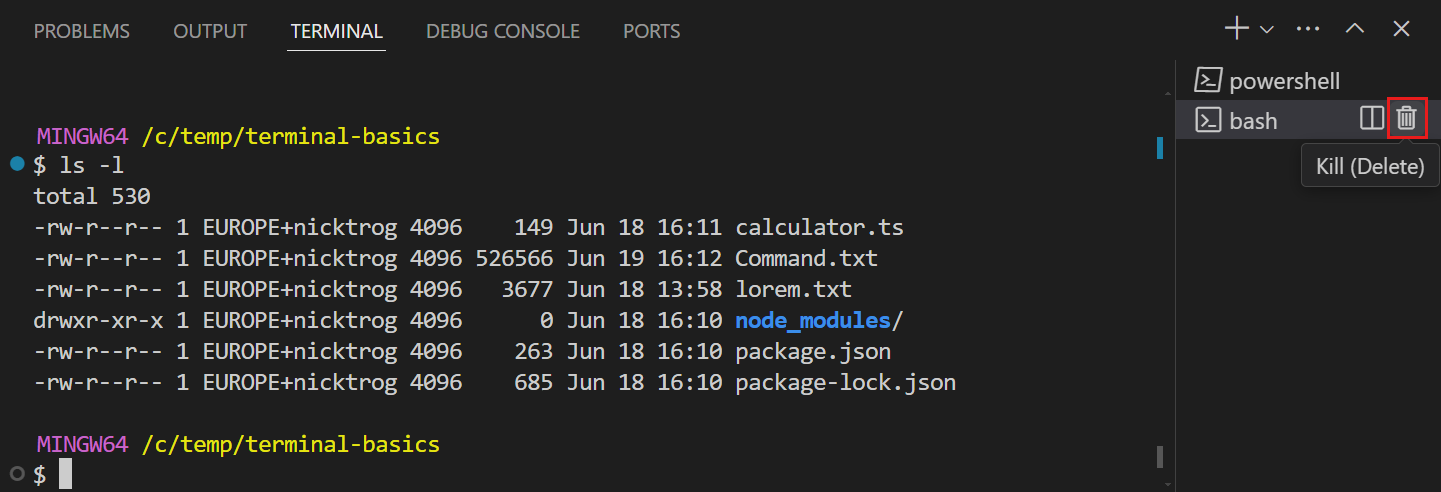 PROBLEMS OUTPUT TERMINAL DEBUG CONSOLE PORTS
powershell
bash
Kill (Delete)
MINGW64 /c/temp/terminal-basics
$ ls -l
total 530
-rw-r--r-- 1 EUROPE+nicktrog 4096    149 Jun 18 16:11 calculator.ts
-rw-r--r-- 1 EUROPE+nicktrog 4096 526566 Jun 19 16:12 Command.txt
-rw-r--r-- 1 EUROPE+nicktrog 4096   3677 Jun 18 13:58 lorem.txt
drwxr-xr-x 1 EUROPE+nicktrog 4096      0 Jun 18 16:10 node_modules/
-rw-r--r-- 1 EUROPE+nicktrog 4096    263 Jun 18 16:10 package.json
-rw-r--r-- 1 EUROPE+nicktrog 4096    685 Jun 18 16:10 package-lock.json
MINGW64 /c/temp/terminal-basics
$